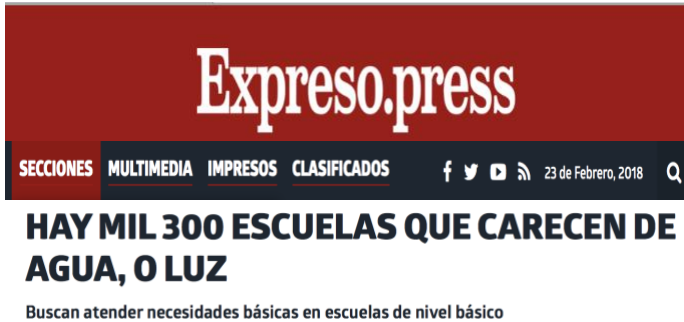 Expreso.press
SECCIONES MULTIMEDIA IMPRESOS CLASIFICADOS 23 de Febrero, 2018
HAY MIL 300 ESCUELAS QUE CARECEN DE
AGUA, O LUZ
Buscan atender necesidades básicas en escuelas de nivel básico